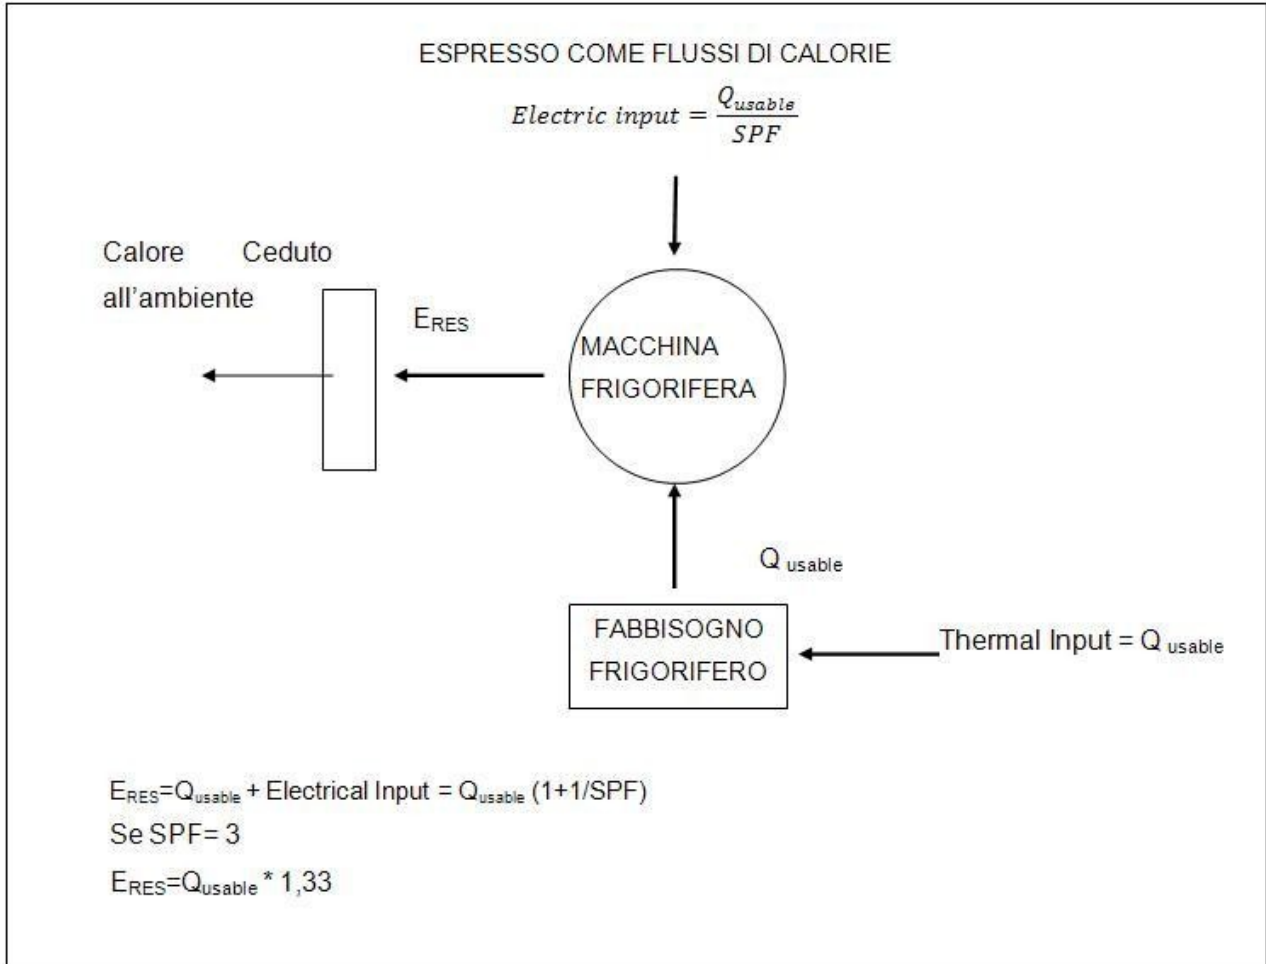 ESPRESSO COME FLUSSI DI CALORIE
Electric input = Q_usable / SPF
Calore Ceduto
all'ambiente
E_RES
MACCHINA
FRIGORIFERA
Q usable
FABBISOGNO
FRIGORIFERO
Thermal Input = Q usable
E_RES=Q_usable + Electrical Input = Q_usable (1+1/SPF)
Se SPF= 3
E_RES=Q_usable * 1,33